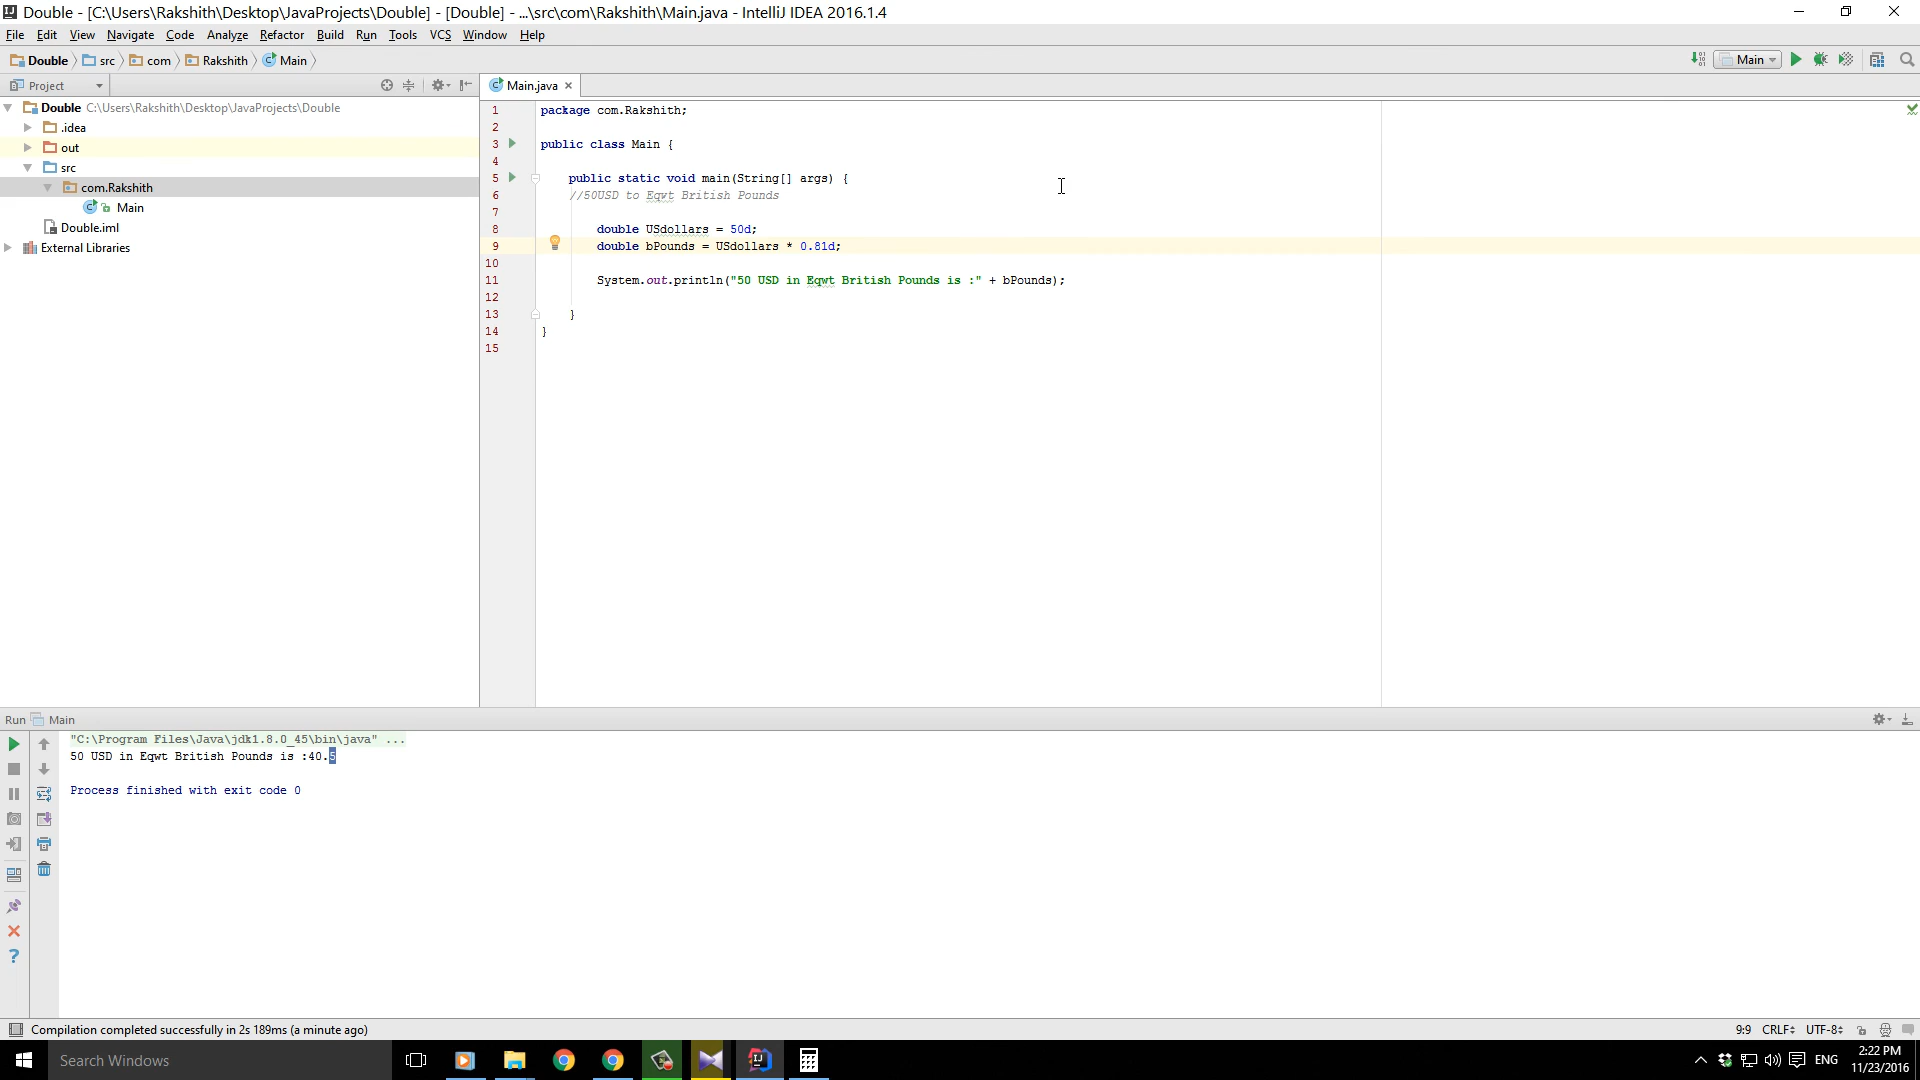 Double - [C:\Users\Rakshith\Desktop\JavaProjects\Double] - [Double] - ...\src\com\Rakshith\Main.java - IntelliJ IDEA 2016.1.4
File Edit View Navigate Code Analyze Refactor Build Run Tools VCS Window Help
Double src com Rakshith Main
Main
Project
Main.java
Double C:\Users\Rakshith\Desktop\JavaProjects\Double
.idea
out
src
com.Rakshith
Main
Double.iml
External Libraries
1 package com.Rakshith;
2
3 public class Main {
4
5 public static void main(String[] args) {
6 //50USD to Eqwt British Pounds
7
8 double USdollars = 50d;
9 double bPounds = USdollars * 0.81d;
10
11 System.out.println("50 USD in Eqwt British Pounds is :" + bPounds);
12
13 }
14 }
15
Run Main
"C:\Program Files\Java\jdk1.8.0_45\bin\java" ...
50 USD in Eqwt British Pounds is :40.5
Process finished with exit code 0
Compilation completed successfully in 2s 189ms (a minute ago)
9:9 CRLF UTF-8
Search Windows
ENG
2:22 PM
11/23/2016